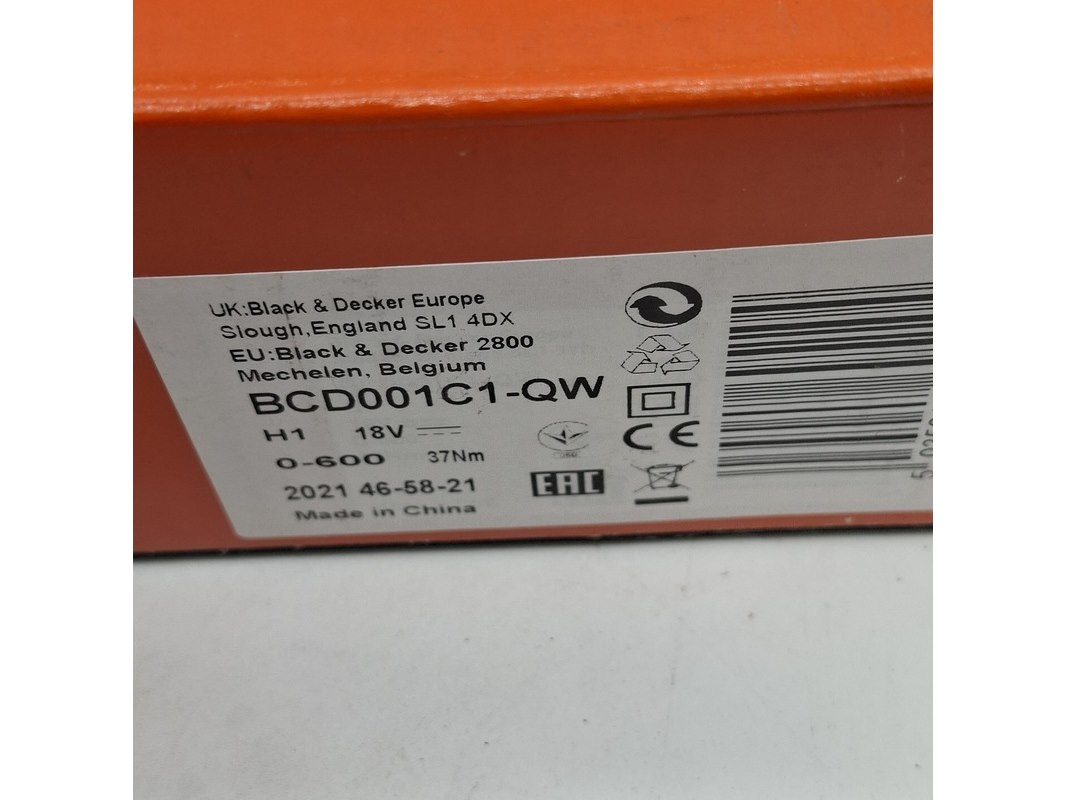 UK:Black & Decker Europe
Slough,England SL1 4DX
EU:Black & Decker 2800
Mechelen, Belgium
BCD001C1-QW
H1 18V
0-600 37Nm
2021 46-58-21
Made in China
CE
EAC